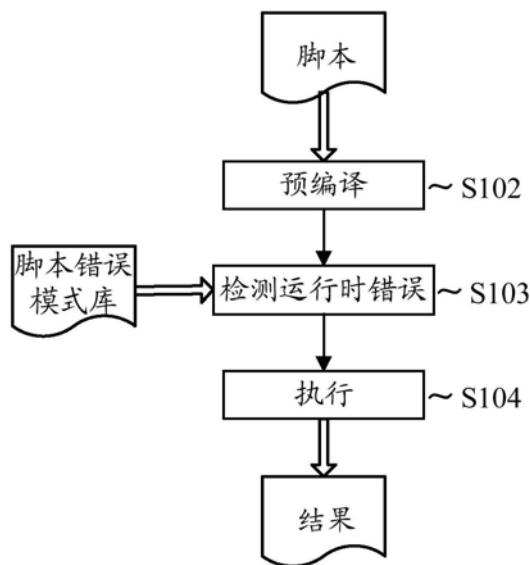 脚本
预编译
~ S102
脚本错误
模式库
检测运行时错误
~ S103
执行
~ S104
结果